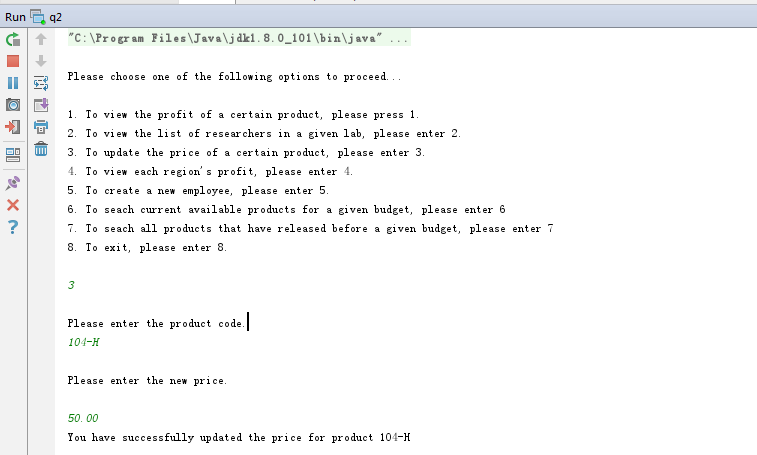 Run q2
"C:\Program Files\Java\jdk1.8.0_101\bin\java" ...
Please choose one of the following options to proceed...
1. To view the profit of a certain product, please press 1.
2. To view the list of researchers in a given lab, please enter 2.
3. To update the price of a certain product, please enter 3.
4. To view each region's profit, please enter 4.
5. To create a new employee, please enter 5.
6. To seach current available products for a given budget, please enter 6
7. To seach all products that have released before a given budget, please enter 7
8. To exit, please enter 8.
3
Please enter the product code.
104-H
Please enter the new price.
50.00
You have successfully updated the price for product 104-H